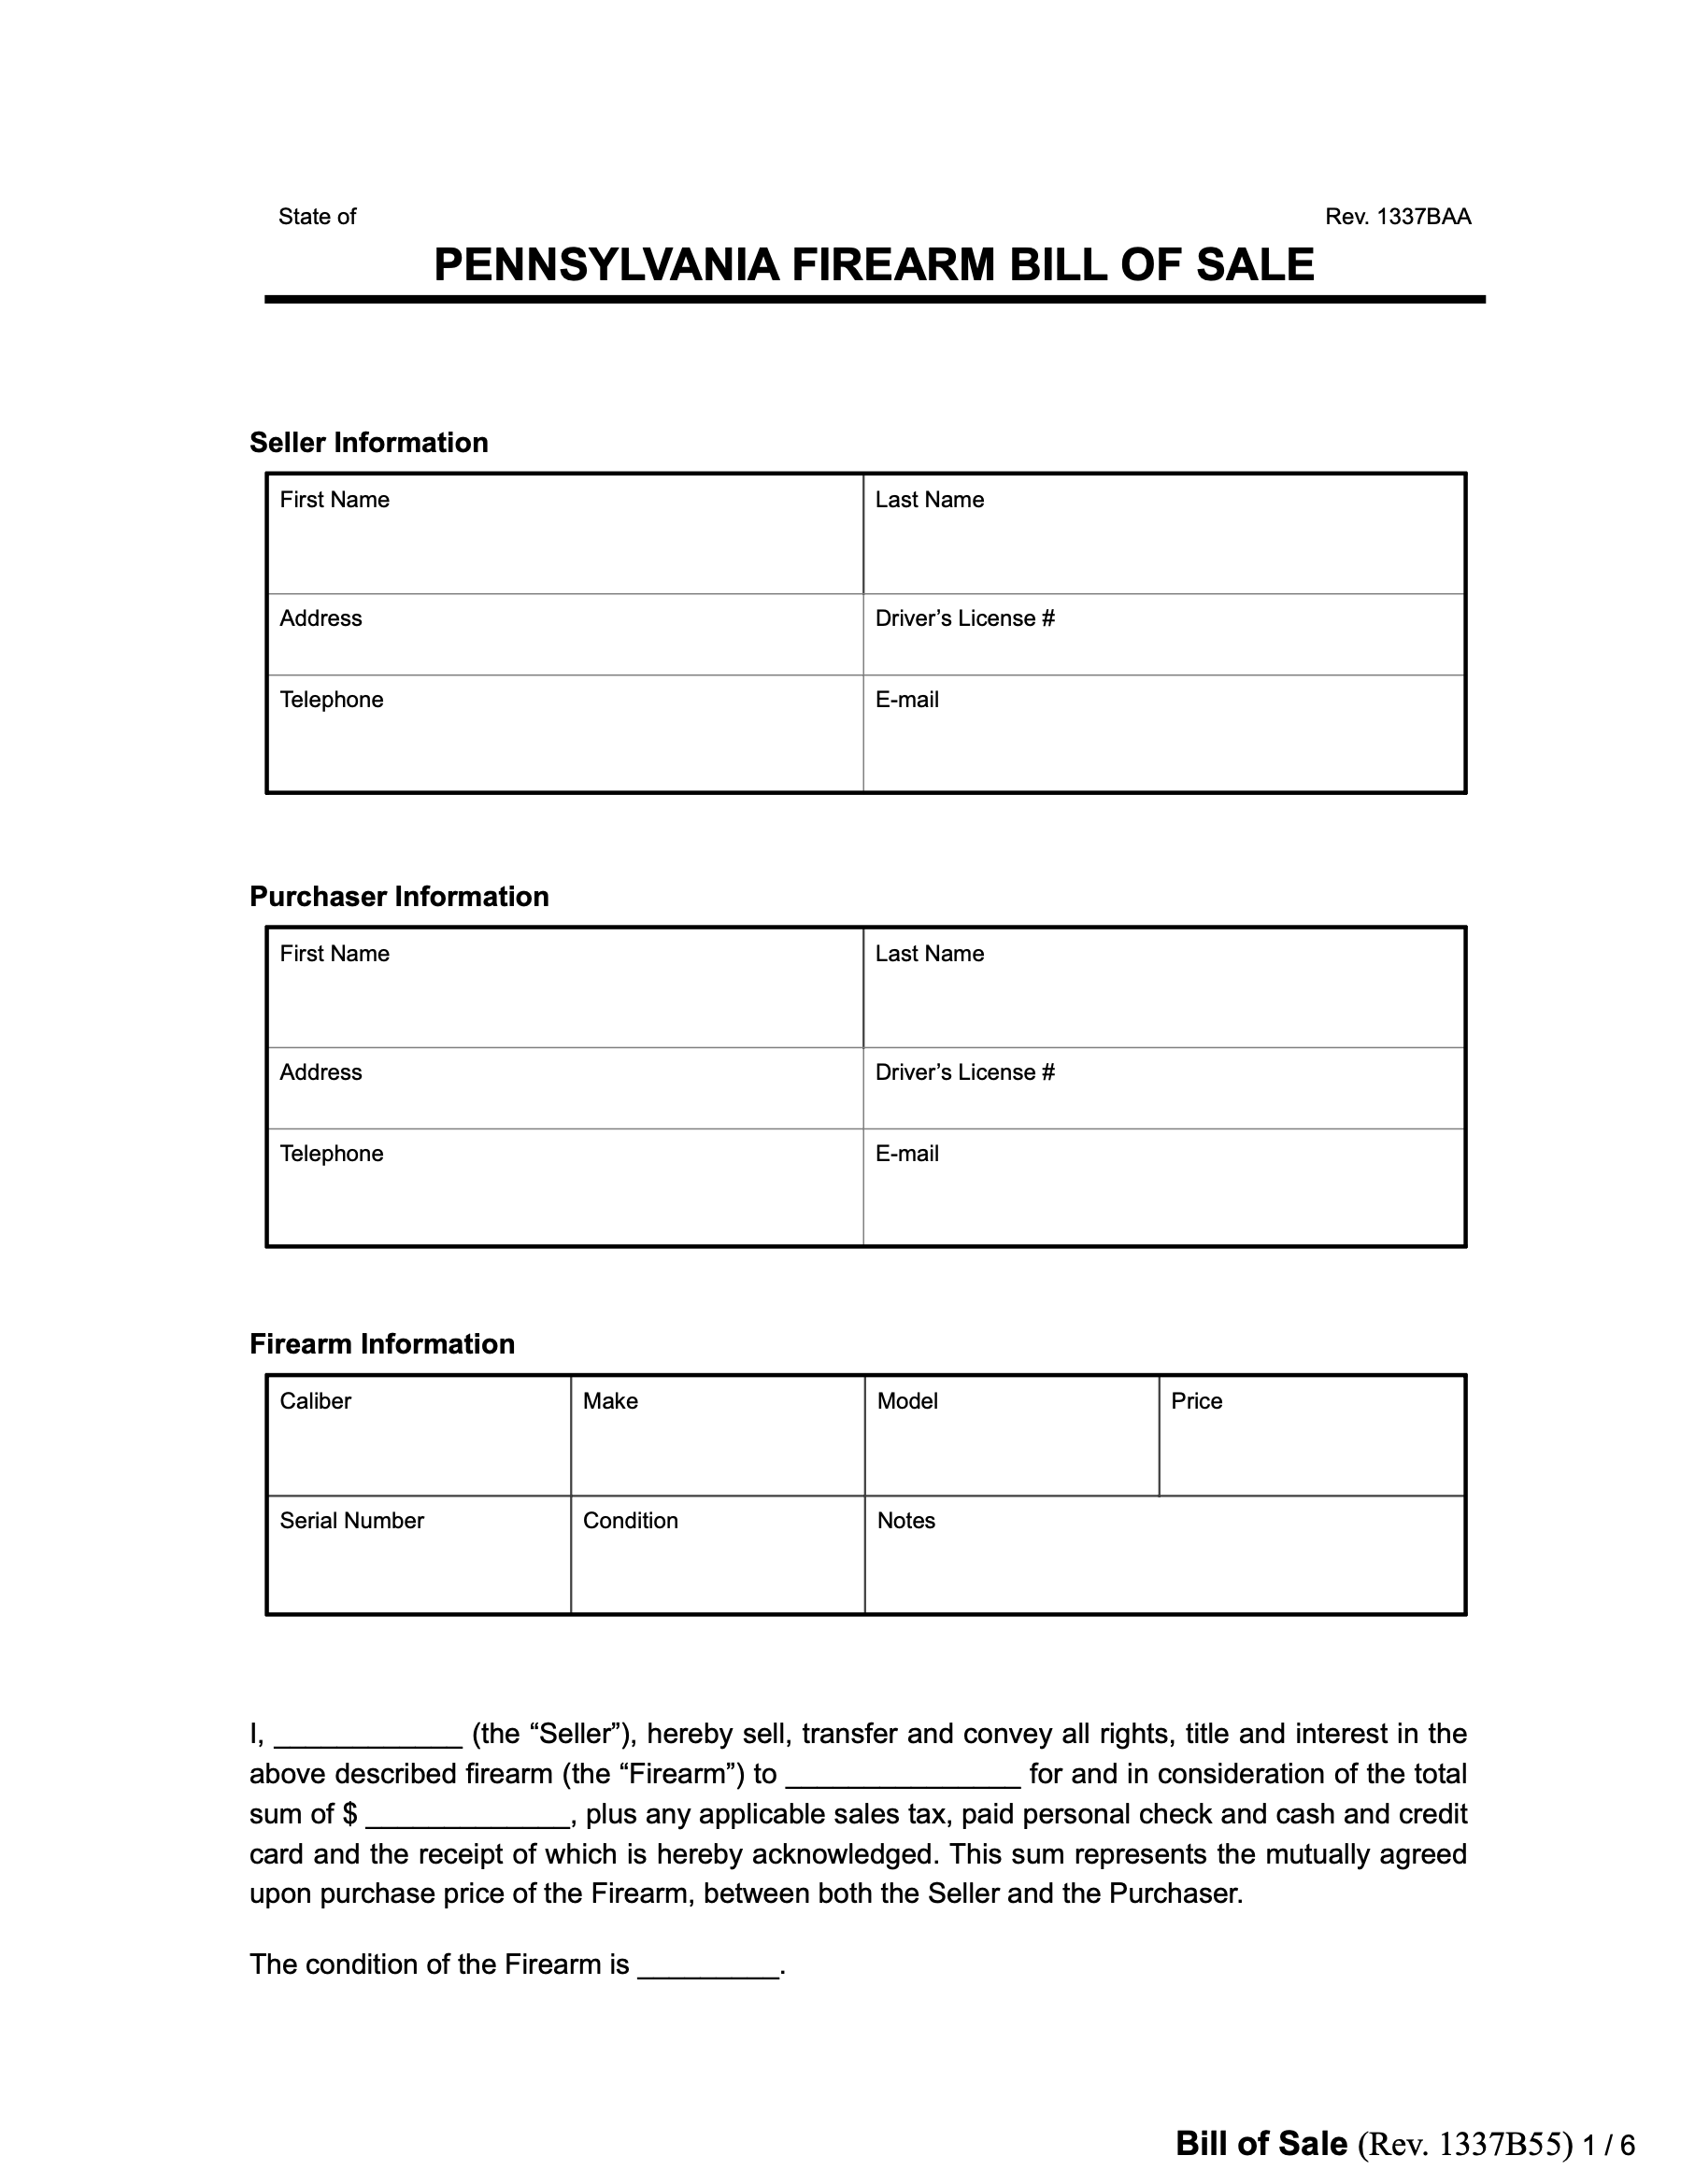 State of Rev. 1337BAA
PENNSYLVANIA FIREARM BILL OF SALE
Seller Information
First Name Last Name
Address Driver’s License #
Telephone E-mail
Purchaser Information
First Name Last Name
Address Driver’s License #
Telephone E-mail
Firearm Information
Caliber Make Model Price
Serial Number Condition Notes
I, ____________ (the “Seller”), hereby sell, transfer and convey all rights, title and interest in the
above described firearm (the “Firearm”) to _______________ for and in consideration of the total
sum of $ _____________, plus any applicable sales tax, paid personal check and cash and credit
card and the receipt of which is hereby acknowledged. This sum represents the mutually agreed
upon purchase price of the Firearm, between both the Seller and the Purchaser.
The condition of the Firearm is _________.
Bill of Sale (Rev. 1337B55) 1 / 6